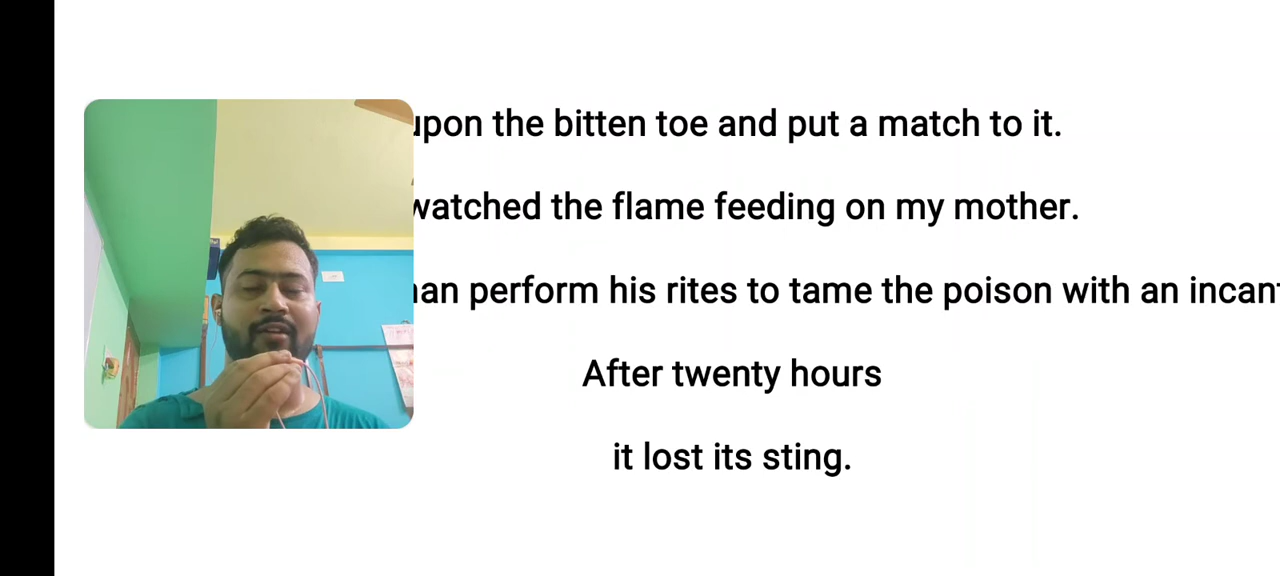 upon the bitten toe and put a match to it.
watched the flame feeding on my mother.
perform his rites to tame the poison with an
After twenty hours
it lost its sting.